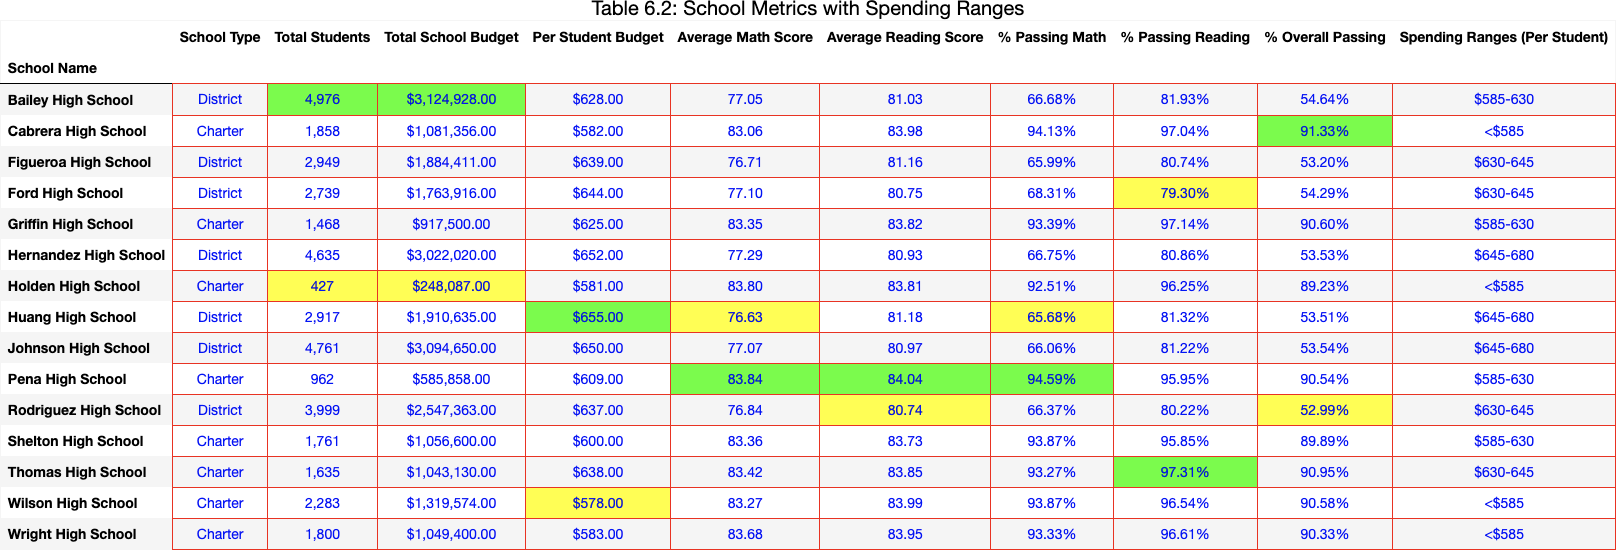 Table 6.2: School Metrics with Spending Ranges
School Type Total Students Total School Budget Per Student Budget Average Math Score Average Reading Score % Passing Math % Passing Reading % Overall Passing Spending Ranges (Per Student)
School Name
Bailey High School District 4,976 $3,124,928.00 $628.00 77.05 81.03 66.68% 81.93% 54.64% $585-630
Cabrera High School Charter 1,858 $1,081,356.00 $582.00 83.06 83.98 94.13% 97.04% 91.33% <$585
Figueroa High School District 2,949 $1,884,411.00 $639.00 76.71 81.16 65.99% 80.74% 53.20% $630-645
Ford High School District 2,739 $1,763,916.00 $644.00 77.10 80.75 68.31% 79.30% 54.29% $630-645
Griffin High School Charter 1,468 $917,500.00 $625.00 83.35 83.82 93.39% 97.14% 90.60% $585-630
Hernandez High School District 4,635 $3,022,020.00 $652.00 77.29 80.93 66.75% 80.86% 53.53% $645-680
Holden High School Charter 427 $248,087.00 $581.00 83.80 83.81 92.51% 96.25% 89.23% <$585
Huang High School District 2,917 $1,910,635.00 $655.00 76.63 81.18 65.68% 81.32% 53.51% $645-680
Johnson High School District 4,761 $3,094,650.00 $650.00 77.07 80.97 66.06% 81.22% 53.54% $645-680
Pena High School Charter 962 $585,858.00 $609.00 83.84 84.04 94.59% 95.95% 90.54% $585-630
Rodriguez High School District 3,999 $2,547,363.00 $637.00 76.84 80.74 66.37% 80.22% 52.99% $630-645
Shelton High School Charter 1,761 $1,056,600.00 $600.00 83.36 83.73 93.87% 95.85% 89.89% $585-630
Thomas High School Charter 1,635 $1,043,130.00 $638.00 83.42 83.85 93.27% 97.31% 90.95% $630-645
Wilson High School Charter 2,283 $1,319,574.00 $578.00 83.27 83.99 93.87% 96.54% 90.58% <$585
Wright High School Charter 1,800 $1,049,400.00 $583.00 83.68 83.95 93.33% 96.61% 90.33% <$585